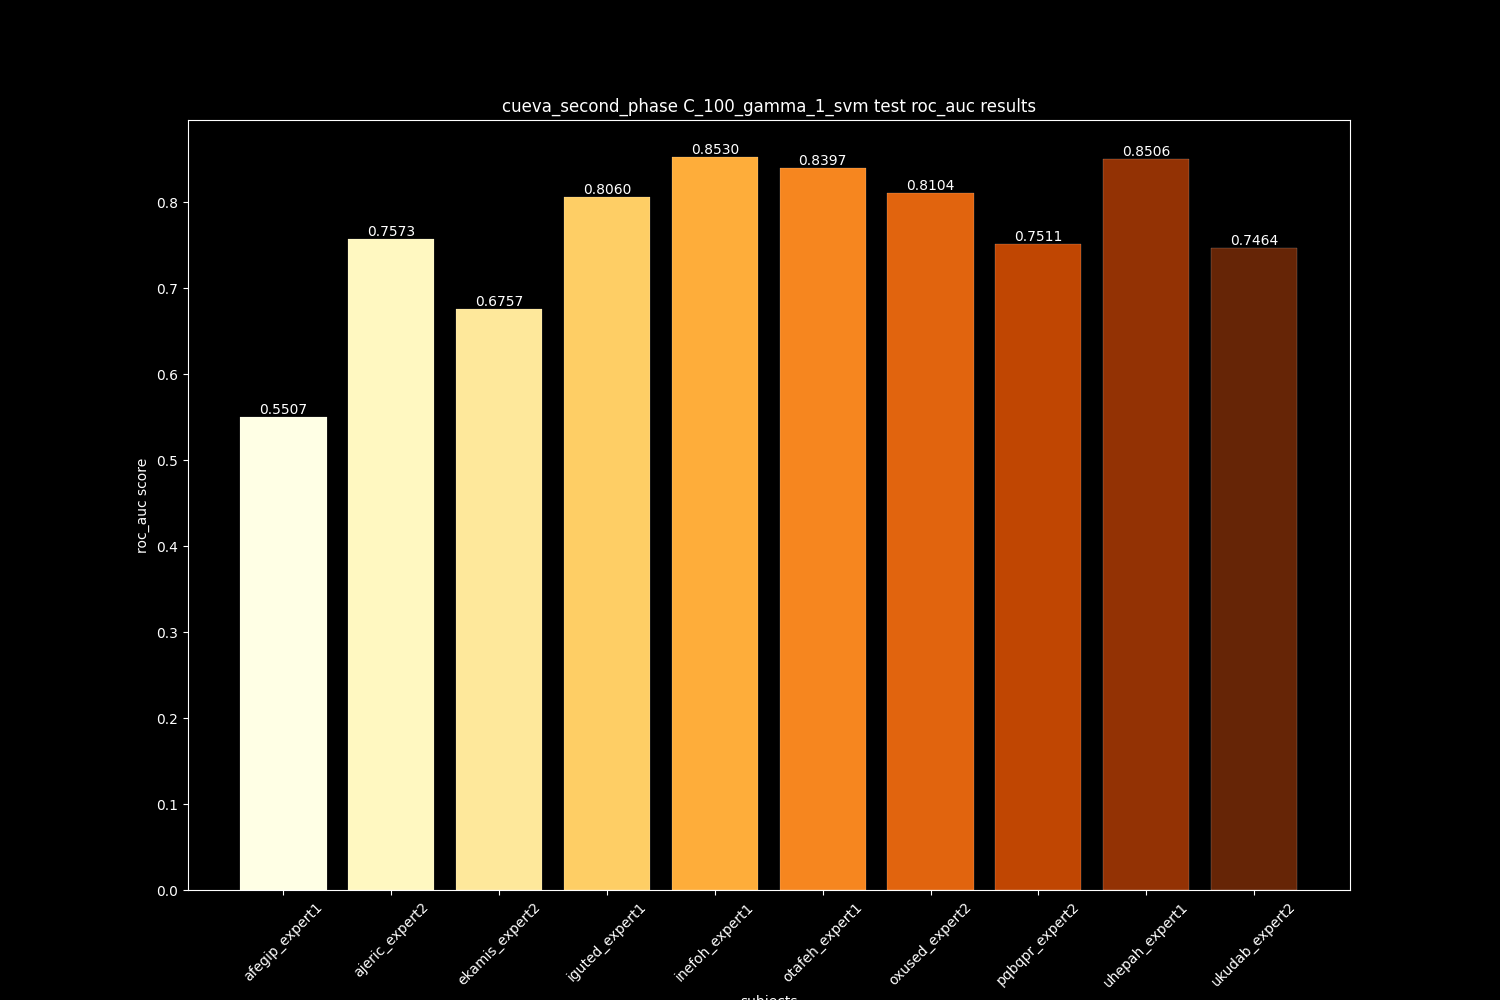 cueva_second_phase C_100_gamma_1_svm test roc_auc results
0.8530
0.8506
0.8397
0.8060
0.8104
0.7573
0.7511
0.7464
0.6757
0.5507
roc_auc score
0.8
0.7
0.6
0.5
0.4
0.3
0.2
0.1
0.0
afegip_expert1
ajeric_expert2
ekamis_expert2
iguted_expert1
inefoh_expert1
otafeh_expert1
oxused_expert2
pqbqpr_expert2
uhepah_expert1
ukudab_expert2
subjects